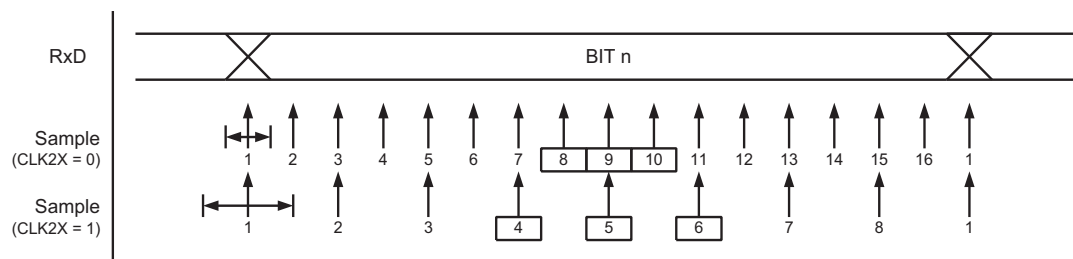 RxD BIT n
Sample
(CLK2X = 0) 1 2 3 4 5 6 7 8 9 10 11 12 13 14 15 16 1
Sample
(CLK2X = 1) 1 2 3 4 5 6 7 8 1